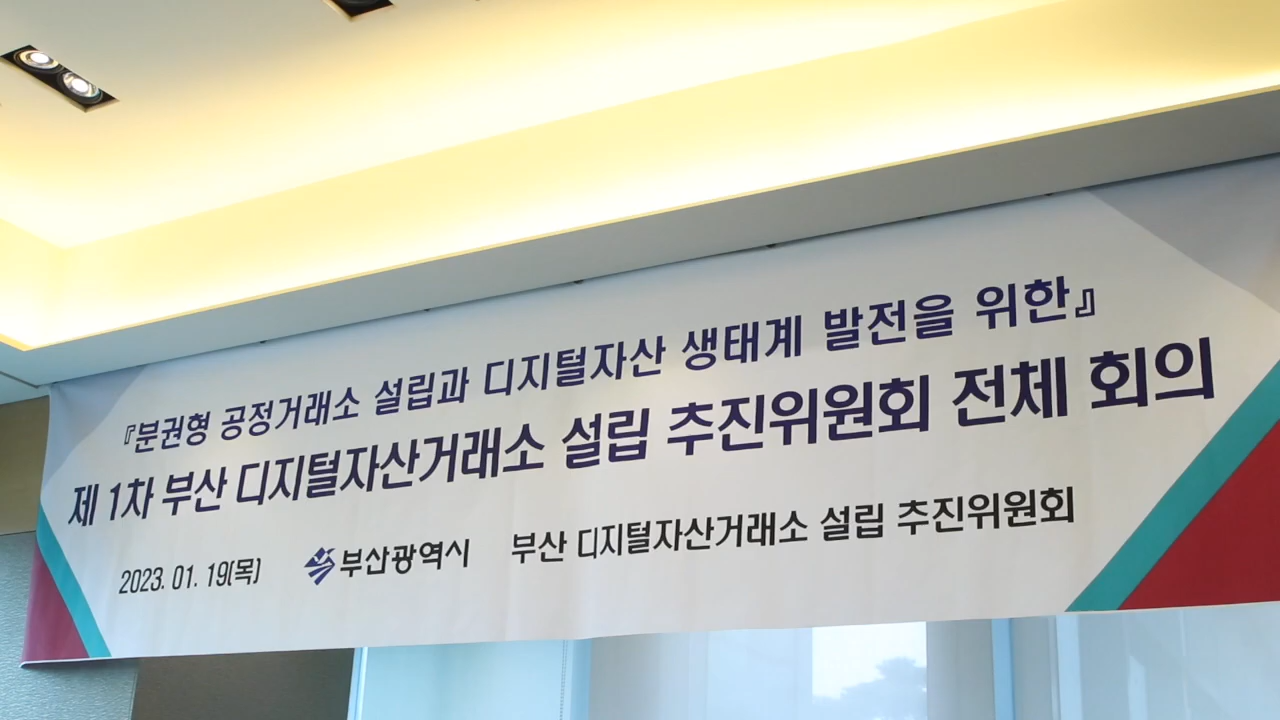 『분권형 공정거래소 설립과 디지털자산 생태계 발전을 위한』
제 1차 부산 디지털자산거래소 설립 추진위원회 전체 회의
2023. 01. 19(목) 부산광역시 부산 디지털자산거래소 설립 추진위원회